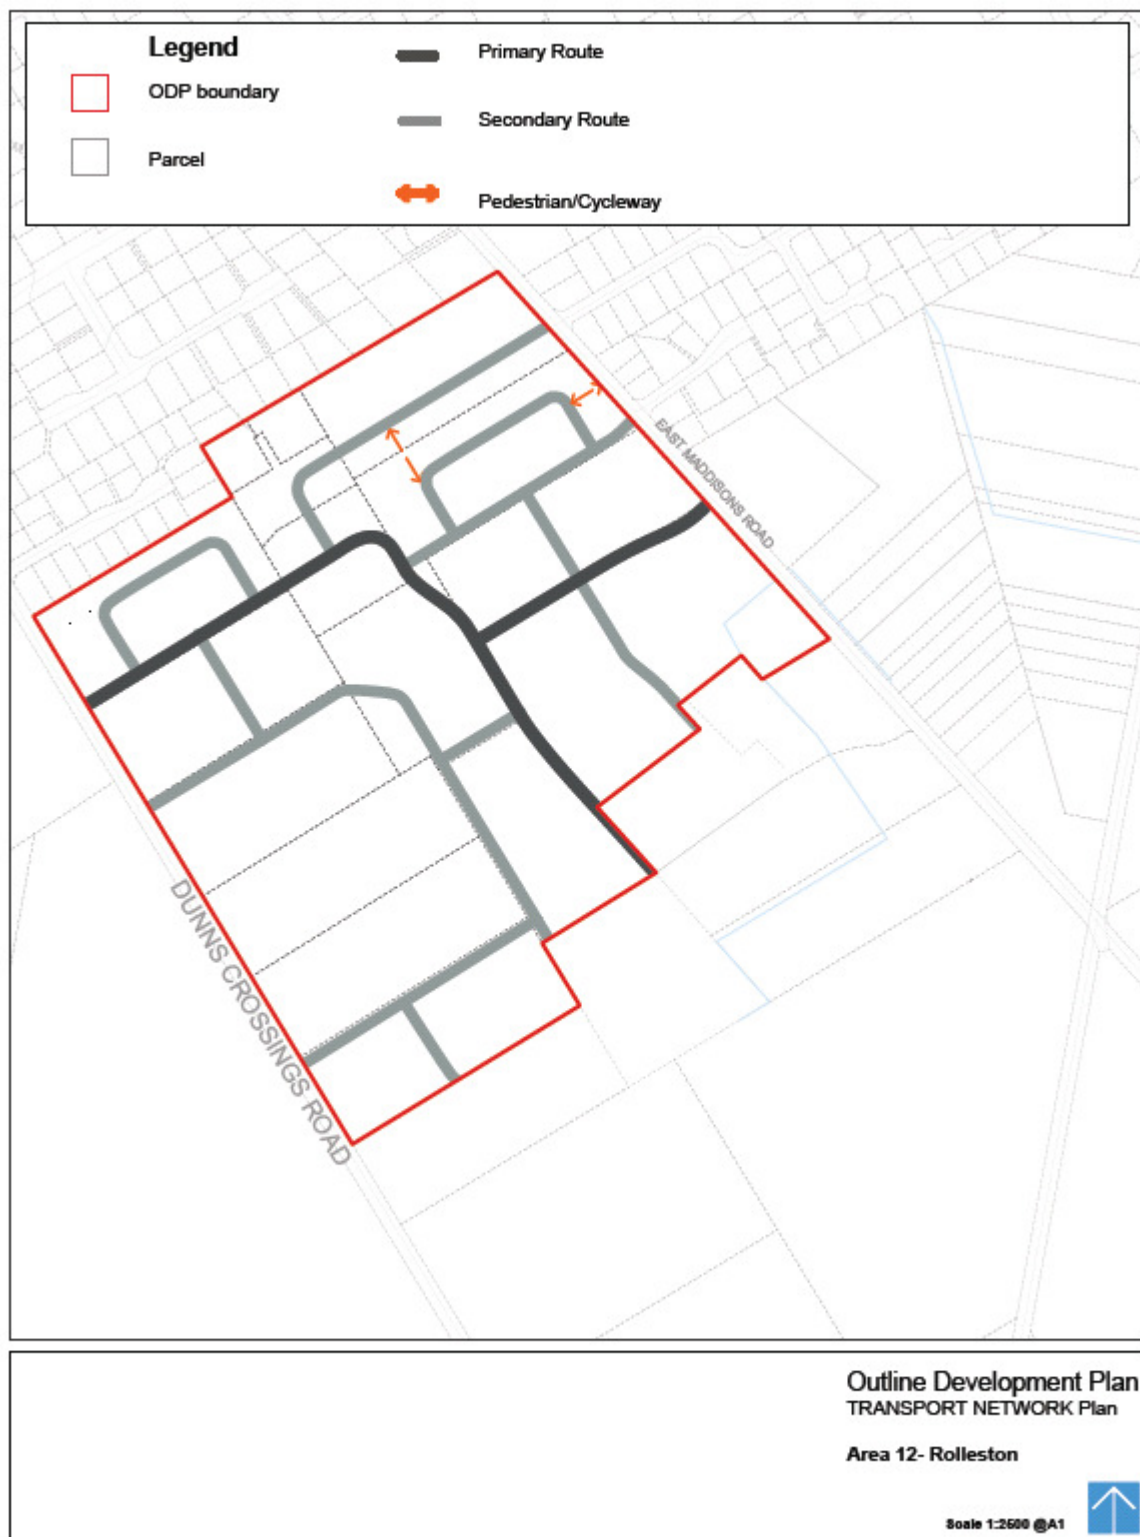 Legend
Primary Route
ODP boundary
Secondary Route
Parcel
Pedestrian/Cycleway
EAST MADDISONS ROAD
DUNNS CROSSINGS ROAD
Outline Development Plan
TRANSPORT NETWORK Plan
Area 12- Rolleston
Scale 1:2500 @A1